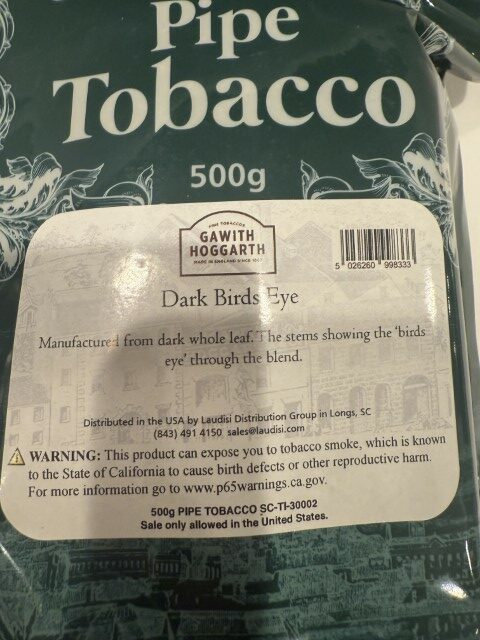 Pipe
Tobacco
500g
FINE TOBACCOS
GAWITH
HOGGARTH
MADE IN ENGLAND SINCE 1887
5 026260 998333
Dark Birds Eye
Manufactured from dark whole leaf. The stems showing the 'birds
eye' through the blend.
Distributed in the USA by Laudisi Distribution Group in Longs, SC
(843) 491 4150 sales@laudisi.com
WARNING: This product can expose you to tobacco smoke, which is known
to the State of California to cause birth defects or other reproductive harm.
For more information go to www.p65warnings.ca.gov.
500g PIPE TOBACCO SC-TI-30002
Sale only allowed in the United States.